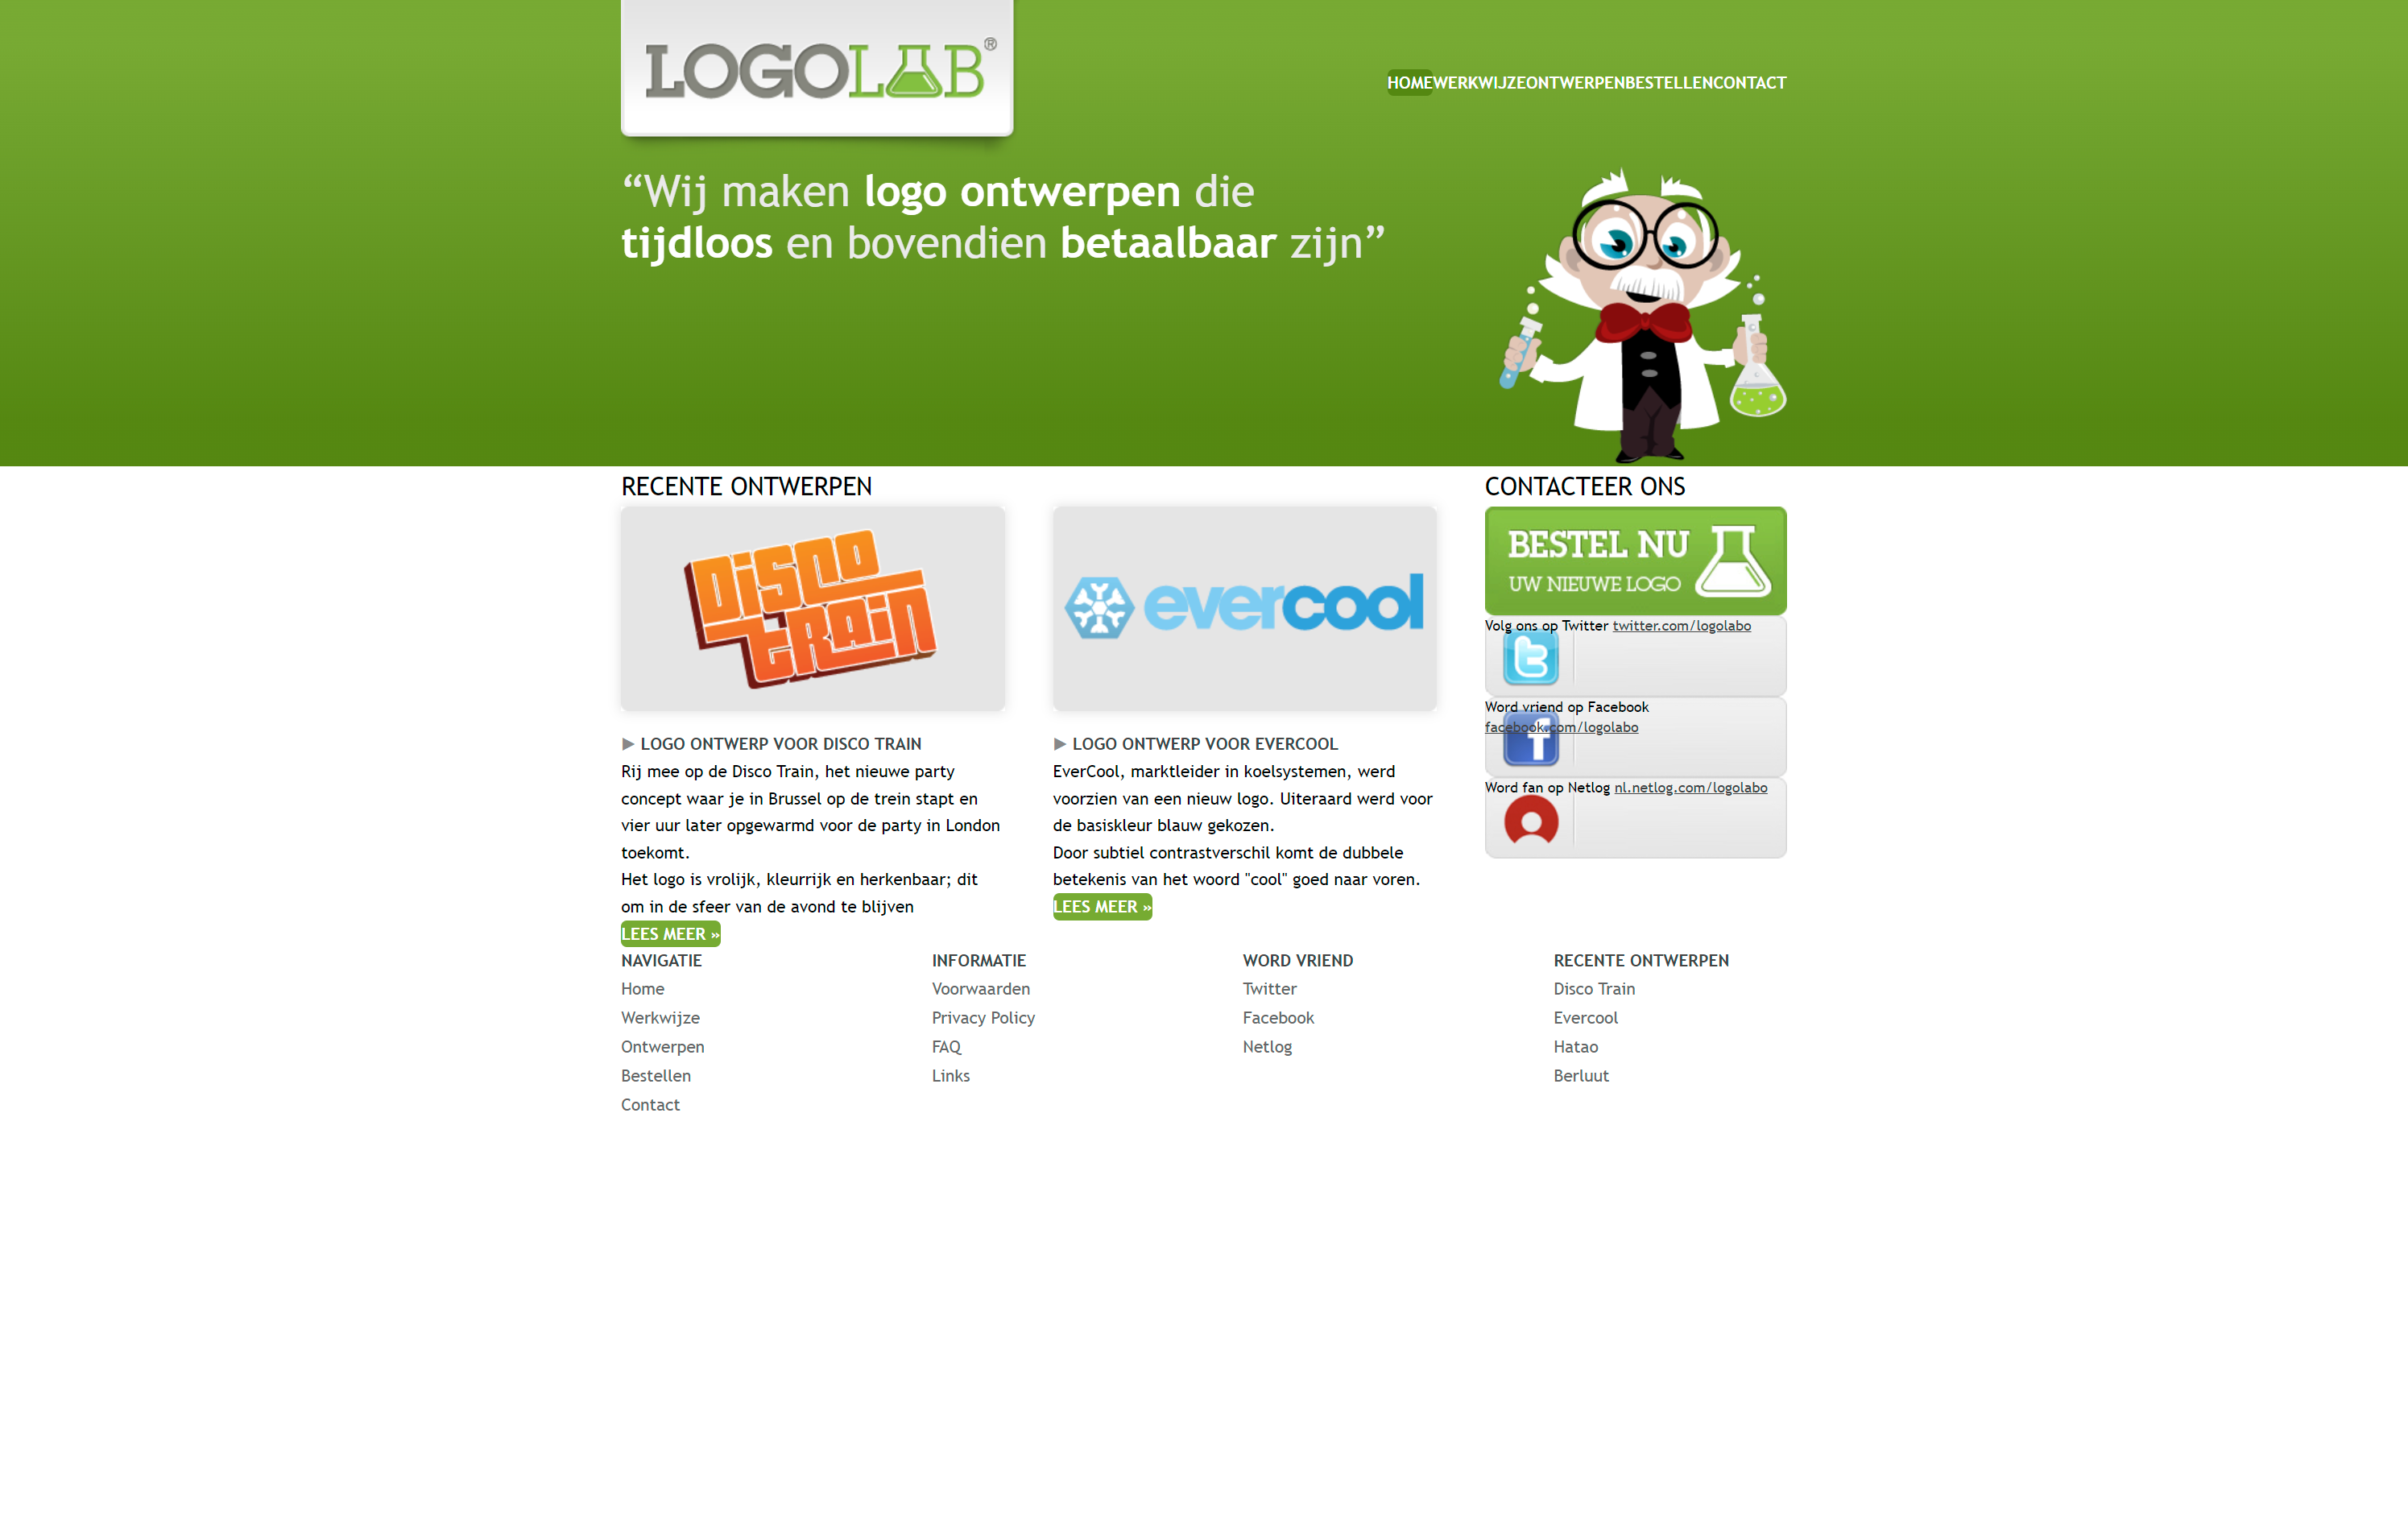 LOGOLAB®
HOME WERKWIJZE ONTWERPEN BESTELLEN CONTACT
“Wij maken logo ontwerpen die
tijdloos en bovendien betaalbaar zijn”
RECENTE ONTWERPEN
DISCO
TRAIN
▶ LOGO ONTWERP VOOR DISCO TRAIN
Rij mee op de Disco Train, het nieuwe party
concept waar je in Brussel op de trein stapt en
vier uur later opgewarmd voor de party in London
toekomt.
Het logo is vrolijk, kleurrijk en herkenbaar; dit
om in de sfeer van de avond te blijven
LEES MEER »
evercool
▶ LOGO ONTWERP VOOR EVERCOOL
EverCool, marktleider in koelsystemen, werd
voorzien van een nieuw logo. Uiteraard werd voor
de basiskleur blauw gekozen.
Door subtiel contrastverschil komt de dubbele
betekenis van het woord "cool" goed naar voren.
LEES MEER »
CONTACTEER ONS
BESTEL NU
UW NIEUWE LOGO
Volg ons op Twitter twitter.com/logolabo
Word vriend op Facebook
facebook.com/logolabo
Word fan op Netlog nl.netlog.com/logolabo
NAVIGATIE
Home
Werkwijze
Ontwerpen
Bestellen
Contact
INFORMATIE
Voorwaarden
Privacy Policy
FAQ
Links
WORD VRIEND
Twitter
Facebook
Netlog
RECENTE ONTWERPEN
Disco Train
Evercool
Hatao
Berluut